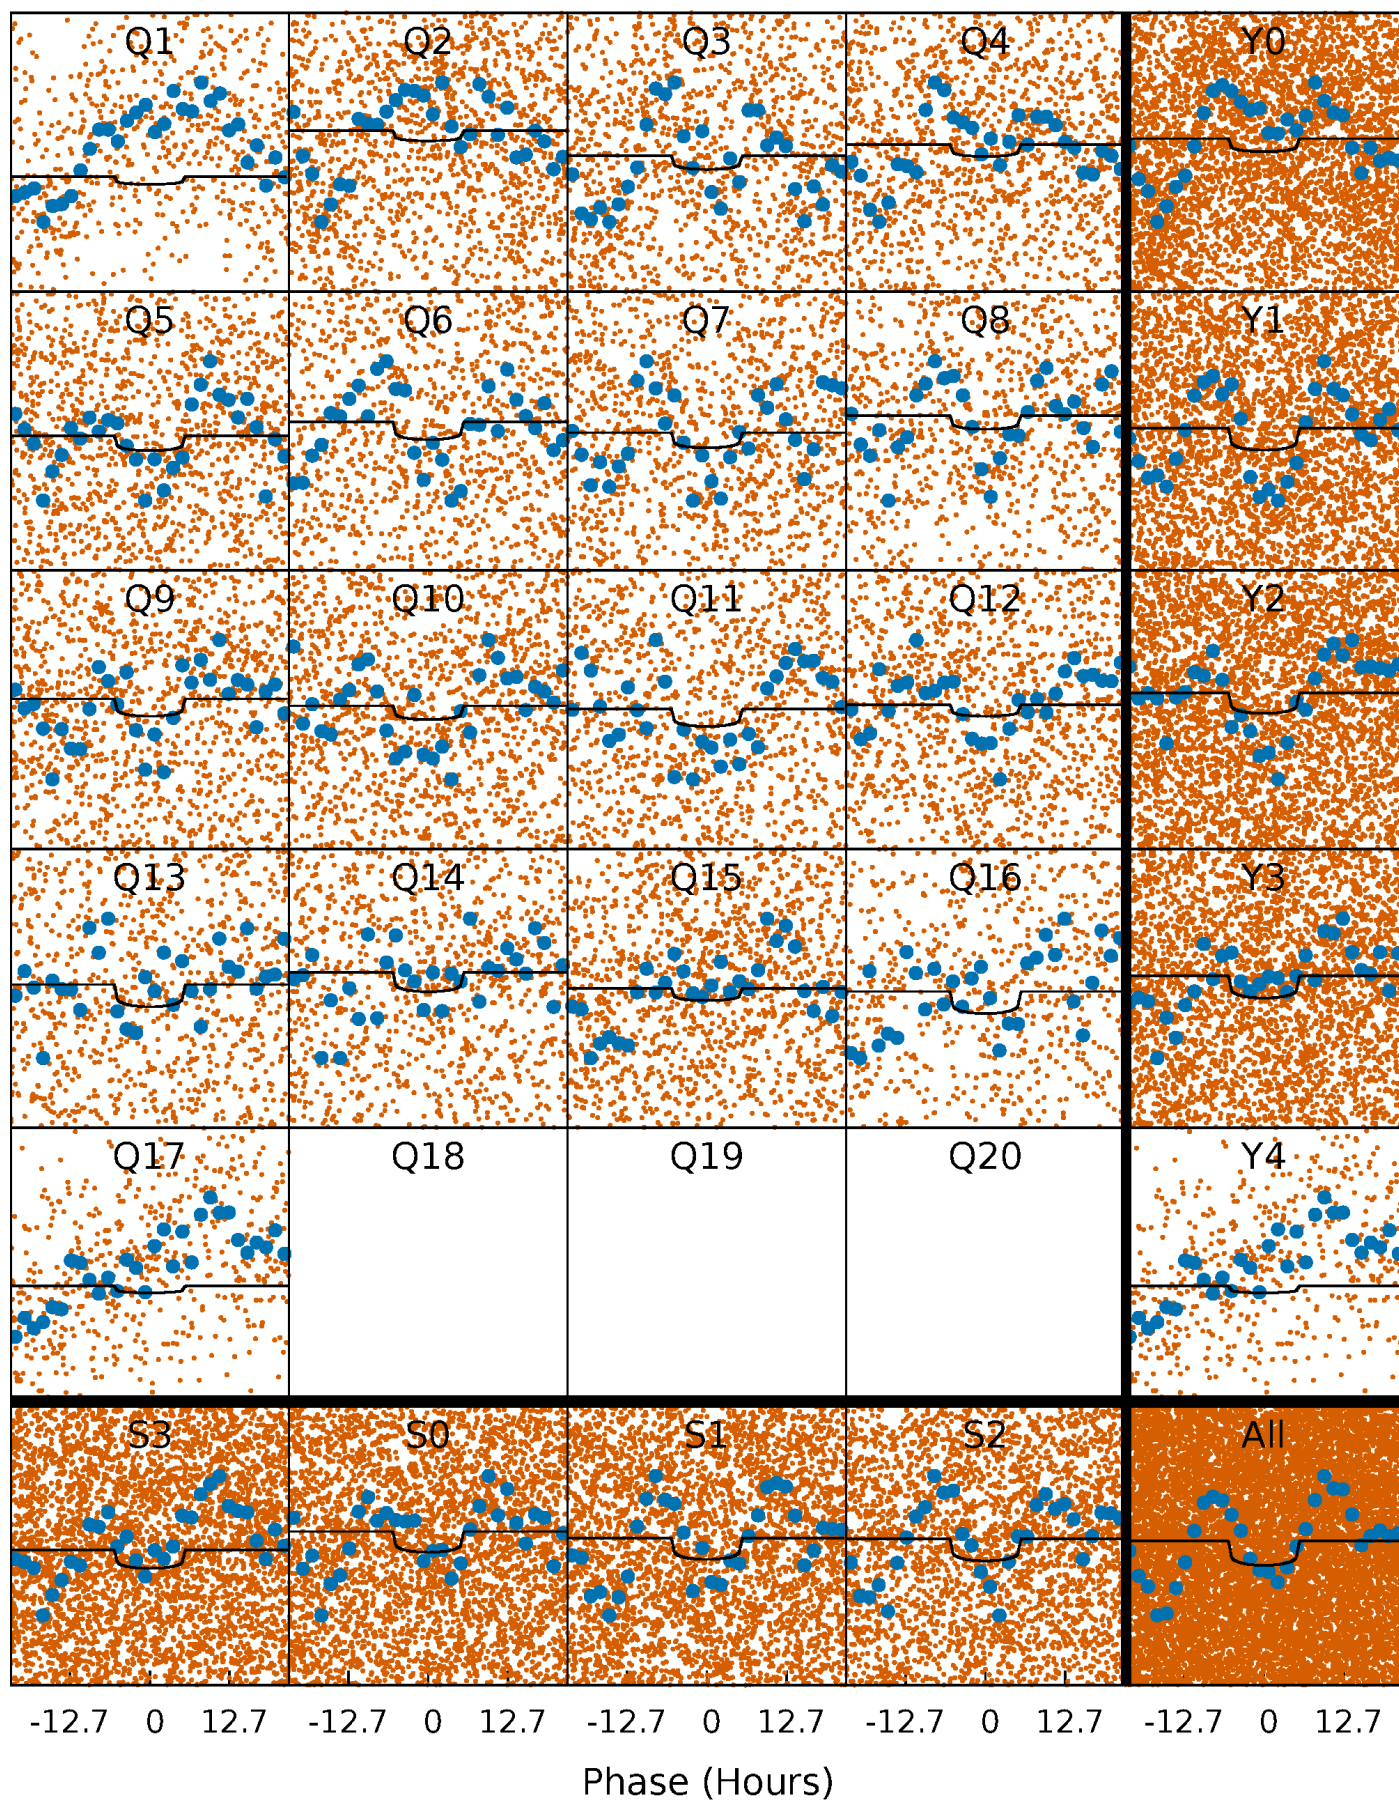 Q1 Q2 Q3 Q4 Y0
Q5 Q6 Q7 Q8 Y1
Q9 Q10 Q11 Q12 Y2
Q13 Q14 Q15 Q16 Y3
Q17 Q18 Q19 Q20 Y4
S3 S0 S1 S2 All
-12.7 0 12.7 -12.7 0 12.7 -12.7 0 12.7 -12.7 0 12.7 -12.7 0 12.7
Phase (Hours)